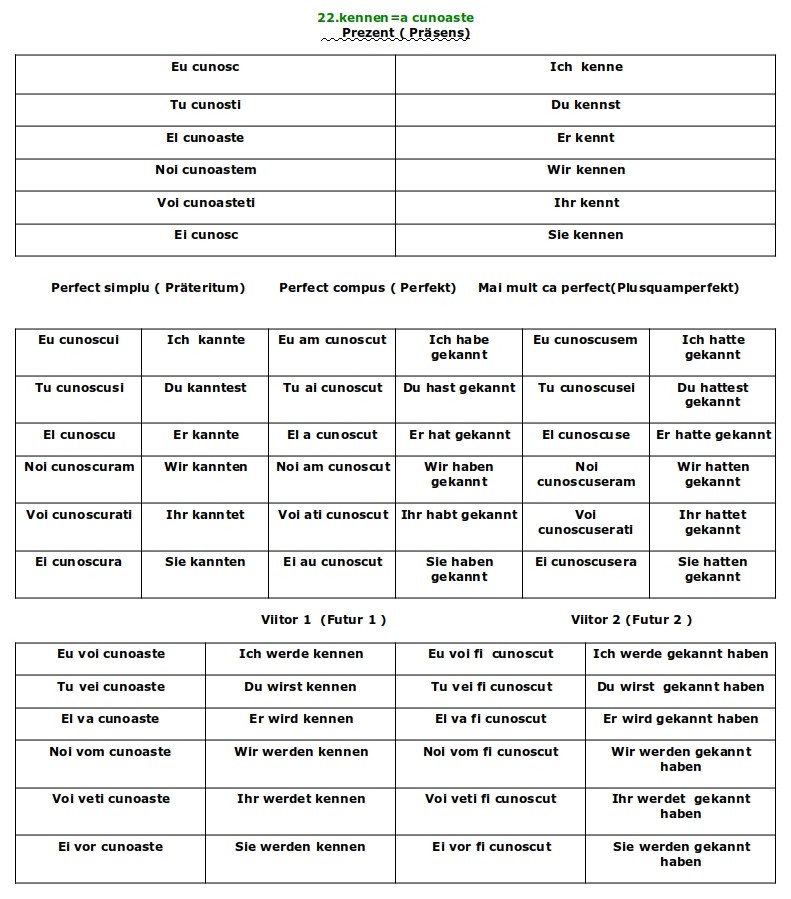 22.kennen=a cunoaste
Prezent ( Präsens)
Eu cunosc Ich kenne
Tu cunosti Du kennst
El cunoaste Er kennt
Noi cunoastem Wir kennen
Voi cunoasteti Ihr kennt
Ei cunosc Sie kennen
Perfect simplu ( Präteritum) Perfect compus ( Perfekt) Mai mult ca perfect(Plusquamperfekt)
Eu cunoscui Ich kannte Eu am cunoscut Ich habe Eu cunoscusem Ich hatte
gekannt gekannt
Tu cunoscusi Du kanntest Tu ai cunoscut Du hast gekannt Tu cunoscusei Du hattest
gekannt
El cunoscu Er kannte El a cunoscut Er hat gekannt El cunoscuse Er hatte gekannt
Noi cunoscuram Wir kannten Noi am cunoscut Wir haben Noi Wir hatten
gekannt cunoscuseram gekannt
Voi cunoscurati Ihr kanntet Voi ati cunoscut Ihr habt gekannt Voi Ihr hattet
cunoscuserati gekannt
Ei cunoscura Sie kannten Ei au cunoscut Sie haben Ei cunoscusera Sie hatten
gekannt gekannt
Viitor 1 (Futur 1 ) Viitor 2 (Futur 2 )
Eu voi cunoaste Ich werde kennen Eu voi fi cunoscut Ich werde gekannt haben
Tu vei cunoaste Du wirst kennen Tu vei fi cunoscut Du wirst gekannt haben
El va cunoaste Er wird kennen El va fi cunoscut Er wird gekannt haben
Noi vom cunoaste Wir werden kennen Noi vom fi cunoscut Wir werden gekannt
haben
Voi veti cunoaste Ihr werdet kennen Voi veti fi cunoscut Ihr werdet gekannt
haben
Ei vor cunoaste Sie werden kennen Ei vor fi cunoscut Sie werden gekannt
haben